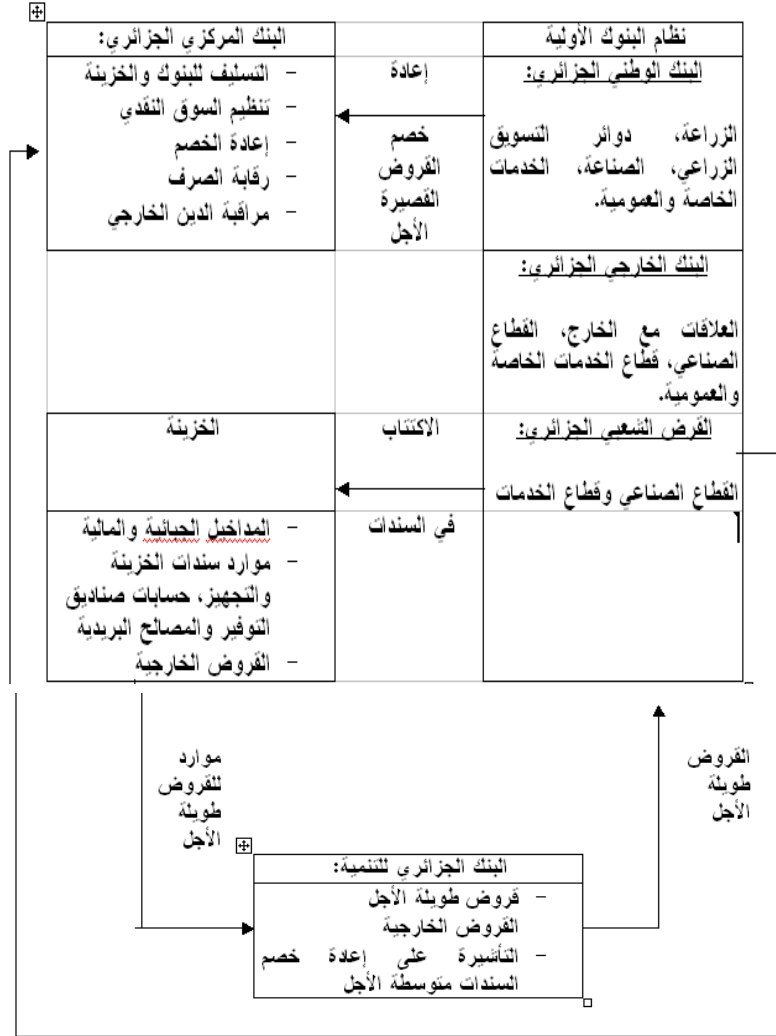 نظام البنوك الأولية
البنك الوطني الجزائري:
الزراعة، دوائر التسويق
الزراعي، الصناعة، الخدمات
الخاصة والعمومية.
إعادة
خصم
القروض
القصيرة
الأجل
البنك المركزي الجزائري:
- التسليف للبنوك والخزينة
- تنظيم السوق النقدي
- إعادة الخصم
- رقابة الصرف
- مراقبة الدين الخارجي
البنك الخارجي الجزائري:
العلاقات مع الخارج، القطاع
الصناعي، قطاع الخدمات الخاصة
والعمومية.
القرض الشعبي الجزائري:
القطاع الصناعي وقطاع الخدمات
الاكتتاب
في السندات
الخزينة
- المداخيل الجبائية والمالية
- موارد سندات الخزينة
والتجهيز، حسابات صناديق
التوفير والمصالح البريدية
- القروض الخارجية
القروض
طويلة
الأجل
موارد
للقروض
طويلة
الأجل
البنك الجزائري للتنمية:
- قروض طويلة الأجل
القروض الخارجية
- التأشيرة على إعادة خصم
السندات متوسطة الأجل